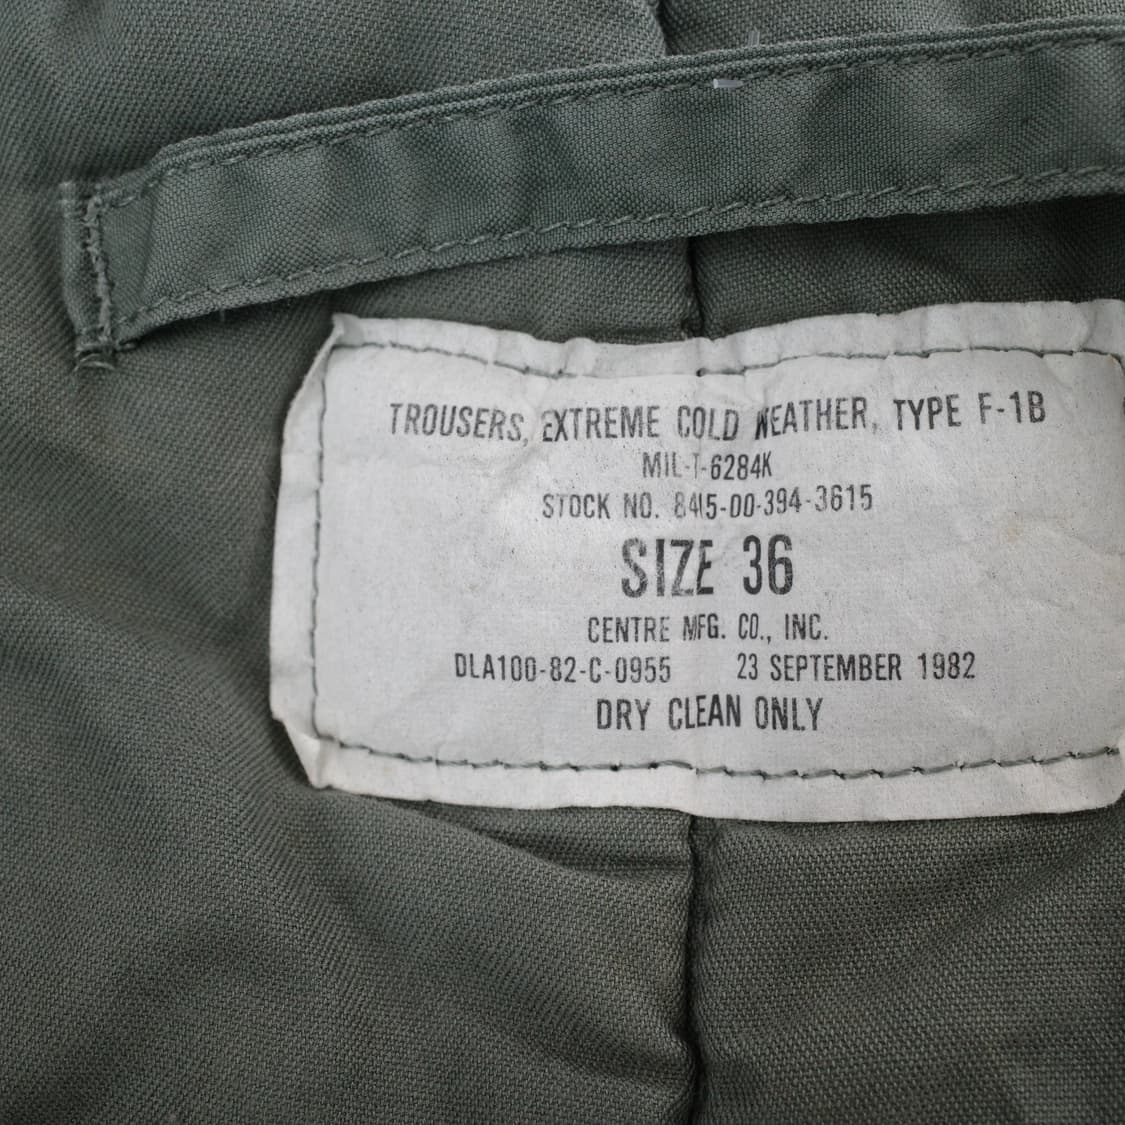 TROUSERS, EXTREME COLD WEATHER, TYPE F-1B
MIL-T-6284K
STOCK NO. 8415-00-394-3615
SIZE 36
CENTRE MFG. CO., INC.
DLA100-82-C-0955 23 SEPTEMBER 1982
DRY CLEAN ONLY